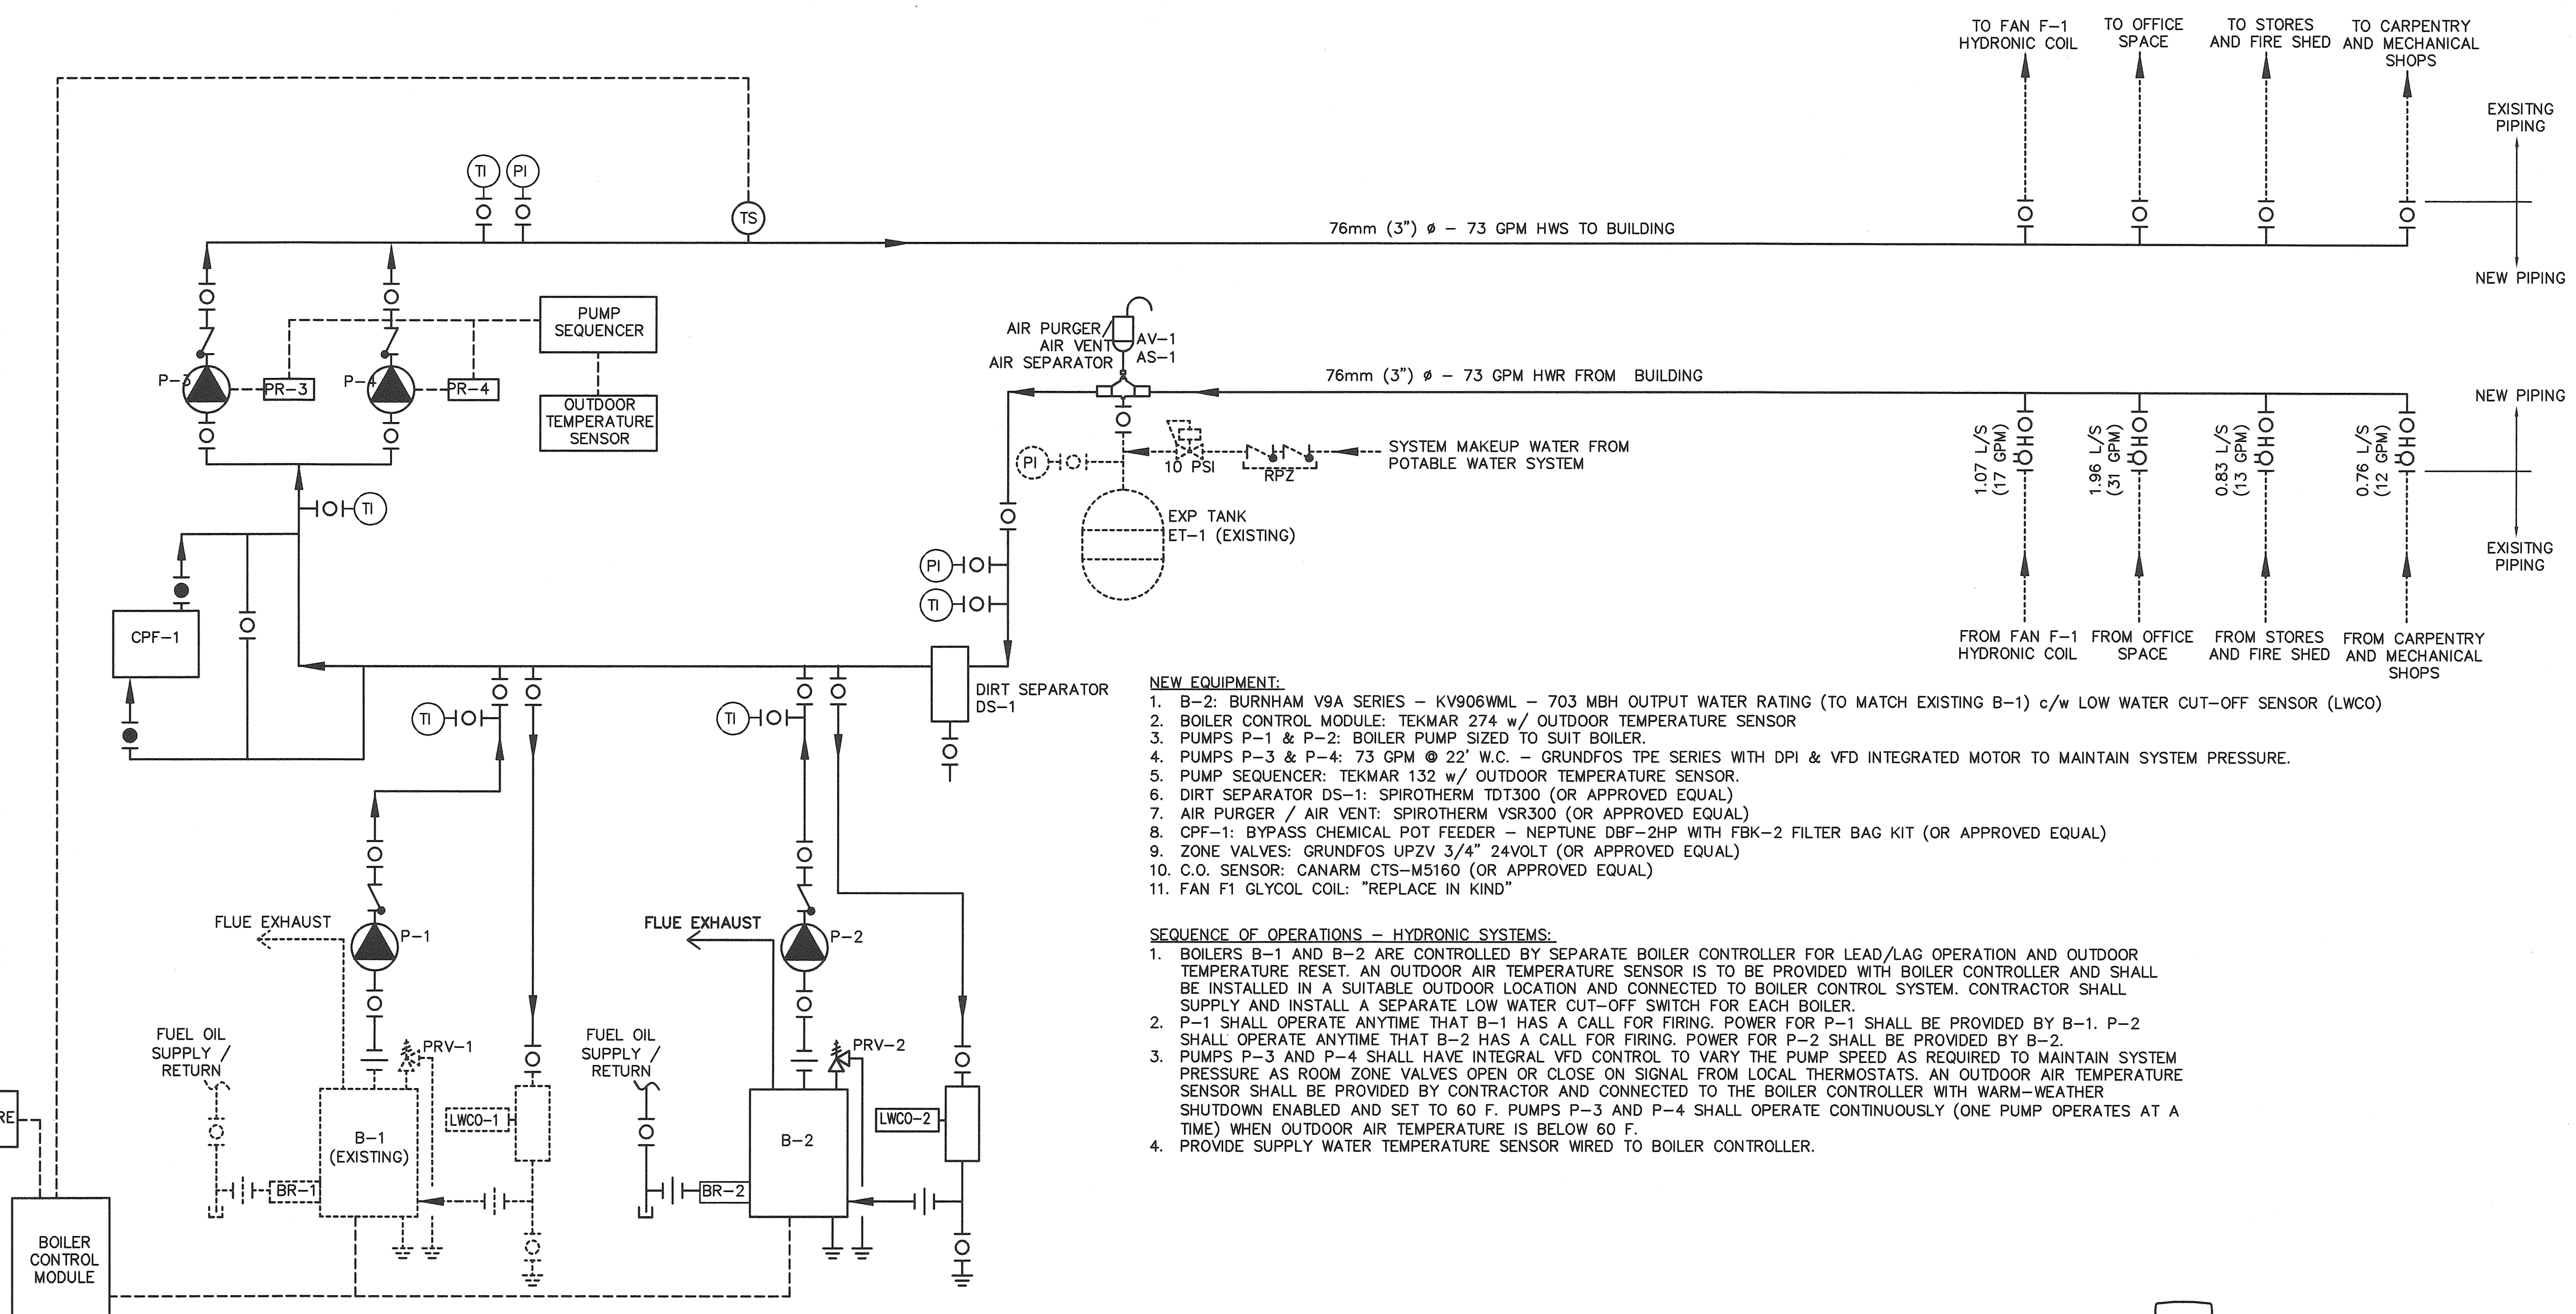 TO FAN F-1
HYDRONIC COIL
TO OFFICE
SPACE
TO STORES
AND FIRE SHED
TO CARPENTRY
AND MECHANICAL
SHOPS
EXISITNG
PIPING
NEW PIPING
TI
PI
TS
76mm (3") ø - 73 GPM HWS TO BUILDING
PUMP
SEQUENCER
P-3
PR-3
P-4
PR-4
OUTDOOR
TEMPERATURE
SENSOR
AIR PURGER/
AIR VENT
AIR SEPARATOR
AV-1
AS-1
76mm (3") ø - 73 GPM HWR FROM BUILDING
NEW PIPING
EXISITNG
PIPING
PI
10 PSI
RPZ
SYSTEM MAKEUP WATER FROM
POTABLE WATER SYSTEM
1.07 L/S
(17 GPM)
1.96 L/S
(31 GPM)
0.83 L/S
(13 GPM)
0.76 L/S
(12 GPM)
TI
EXP TANK
ET-1 (EXISTING)
PI
TI
CPF-1
FROM FAN F-1
HYDRONIC COIL
FROM OFFICE
SPACE
FROM STORES
AND FIRE SHED
FROM CARPENTRY
AND MECHANICAL
SHOPS
DIRT SEPARATOR
DS-1
TI
TI
NEW EQUIPMENT:
1. B-2: BURNHAM V9A SERIES - KV906WML - 703 MBH OUTPUT WATER RATING (TO MATCH EXISTING B-1) c/w LOW WATER CUT-OFF SENSOR (LWCO)
2. BOILER CONTROL MODULE: TEKMAR 274 w/ OUTDOOR TEMPERATURE SENSOR
3. PUMPS P-1 & P-2: BOILER PUMP SIZED TO SUIT BOILER.
4. PUMPS P-3 & P-4: 73 GPM @ 22' W.C. - GRUNDFOS TPE SERIES WITH DPI & VFD INTEGRATED MOTOR TO MAINTAIN SYSTEM PRESSURE.
5. PUMP SEQUENCER: TEKMAR 132 w/ OUTDOOR TEMPERATURE SENSOR.
6. DIRT SEPARATOR DS-1: SPIROTHERM TDT300 (OR APPROVED EQUAL)
7. AIR PURGER / AIR VENT: SPIROTHERM VSR300 (OR APPROVED EQUAL)
8. CPF-1: BYPASS CHEMICAL POT FEEDER - NEPTUNE DBF-2HP WITH FBK-2 FILTER BAG KIT (OR APPROVED EQUAL)
9. ZONE VALVES: GRUNDFOS UPZV 3/4" 24VOLT (OR APPROVED EQUAL)
10. C.O. SENSOR: CANARM CTS-M5160 (OR APPROVED EQUAL)
11. FAN F1 GLYCOL COIL: "REPLACE IN KIND"
FLUE EXHAUST
P-1
FLUE EXHAUST
P-2
SEQUENCE OF OPERATIONS - HYDRONIC SYSTEMS:
1. BOILERS B-1 AND B-2 ARE CONTROLLED BY SEPARATE BOILER CONTROLLER FOR LEAD/LAG OPERATION AND OUTDOOR
TEMPERATURE RESET. AN OUTDOOR AIR TEMPERATURE SENSOR IS TO BE PROVIDED WITH BOILER CONTROLLER AND SHALL
BE INSTALLED IN A SUITABLE OUTDOOR LOCATION AND CONNECTED TO BOILER CONTROL SYSTEM. CONTRACTOR SHALL
SUPPLY AND INSTALL A SEPARATE LOW WATER CUT-OFF SWITCH FOR EACH BOILER.
2. P-1 SHALL OPERATE ANYTIME THAT B-1 HAS A CALL FOR FIRING. POWER FOR P-1 SHALL BE PROVIDED BY B-1. P-2
SHALL OPERATE ANYTIME THAT B-2 HAS A CALL FOR FIRING. POWER FOR P-2 SHALL BE PROVIDED BY B-2.
3. PUMPS P-3 AND P-4 SHALL HAVE INTEGRAL VFD CONTROL TO VARY THE PUMP SPEED AS REQUIRED TO MAINTAIN SYSTEM
PRESSURE AS ROOM ZONE VALVES OPEN OR CLOSE ON SIGNAL FROM LOCAL THERMOSTATS. AN OUTDOOR AIR TEMPERATURE
SENSOR SHALL BE PROVIDED BY CONTRACTOR AND CONNECTED TO THE BOILER CONTROLLER WITH WARM-WEATHER
SHUTDOWN ENABLED AND SET TO 60 F. PUMPS P-3 AND P-4 SHALL OPERATE CONTINUOUSLY (ONE PUMP OPERATES AT A
TIME) WHEN OUTDOOR AIR TEMPERATURE IS BELOW 60 F.
4. PROVIDE SUPPLY WATER TEMPERATURE SENSOR WIRED TO BOILER CONTROLLER.
FUEL OIL
SUPPLY /
RETURN
PRV-1
FUEL OIL
SUPPLY /
RETURN
PRV-2
RE
B-1
(EXISTING)
LWCO-1
B-2
LWCO-2
BR-1
BR-2
BOILER
CONTROL
MODULE